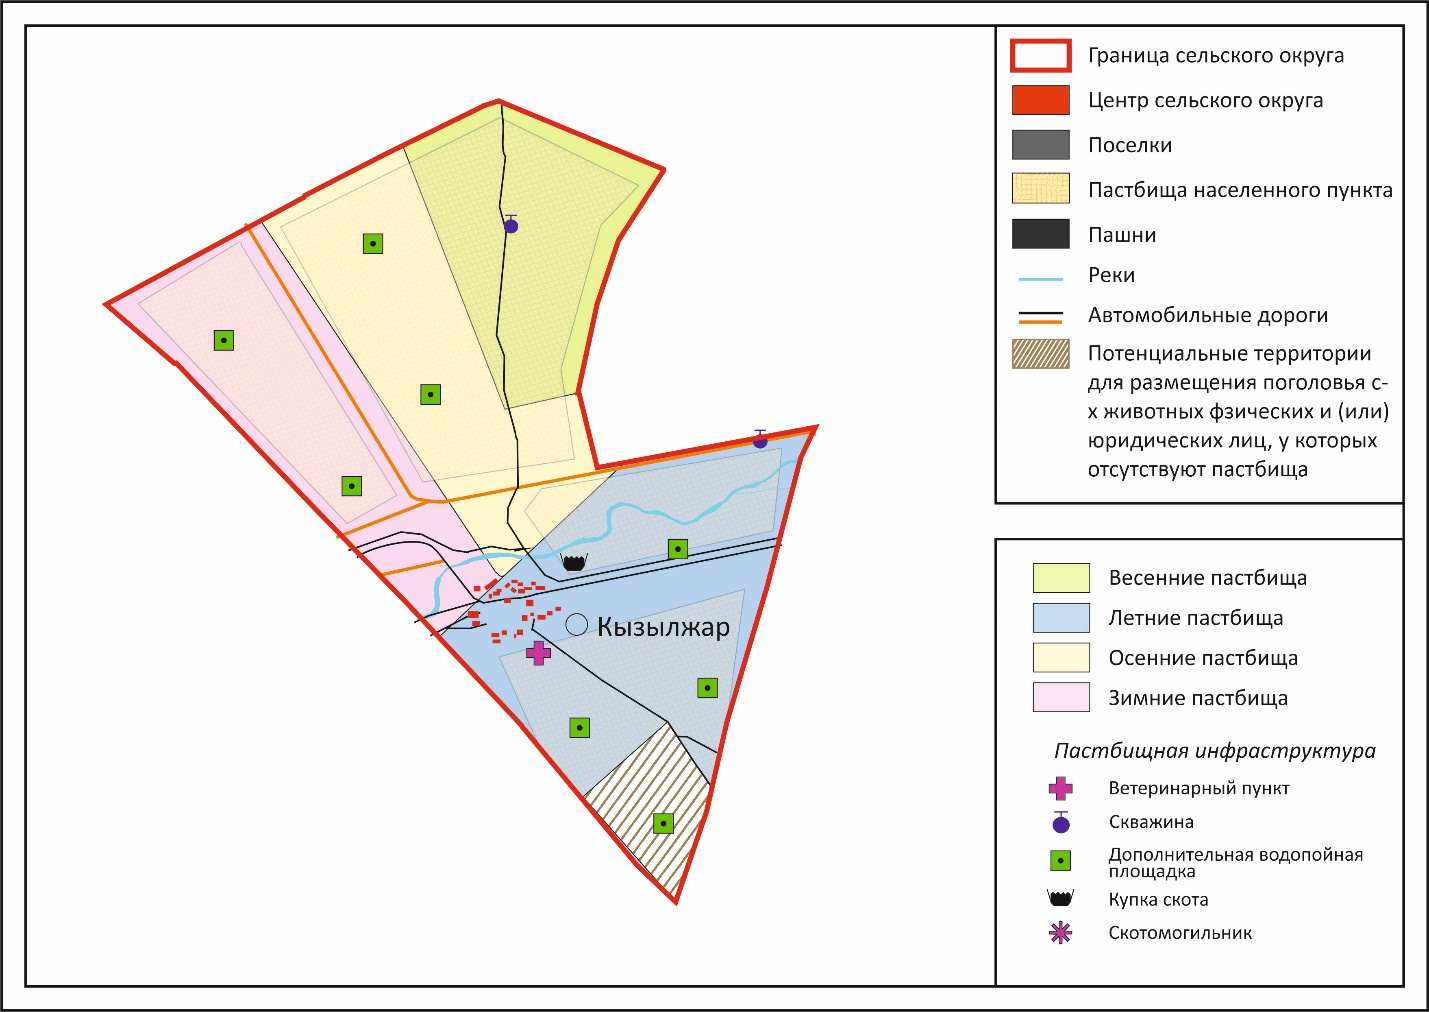 Граница сельского округа
Центр сельского округа
Поселки
Пастбища населенного пункта
Пашни
Реки
Автомобильные дороги
Потенциальные территории
для размещения поголовья с-
х животных фзических и (или)
юридических лиц, у которых
отсутствуют пастбища
Кызылжар
Весенние пастбища
Летние пастбища
Осенние пастбища
Зимние пастбища
Пастбищная инфраструктура
Ветеринарный пункт
Скважина
Дополнительная водопойная
площадка
Купка скота
Скотомогильник